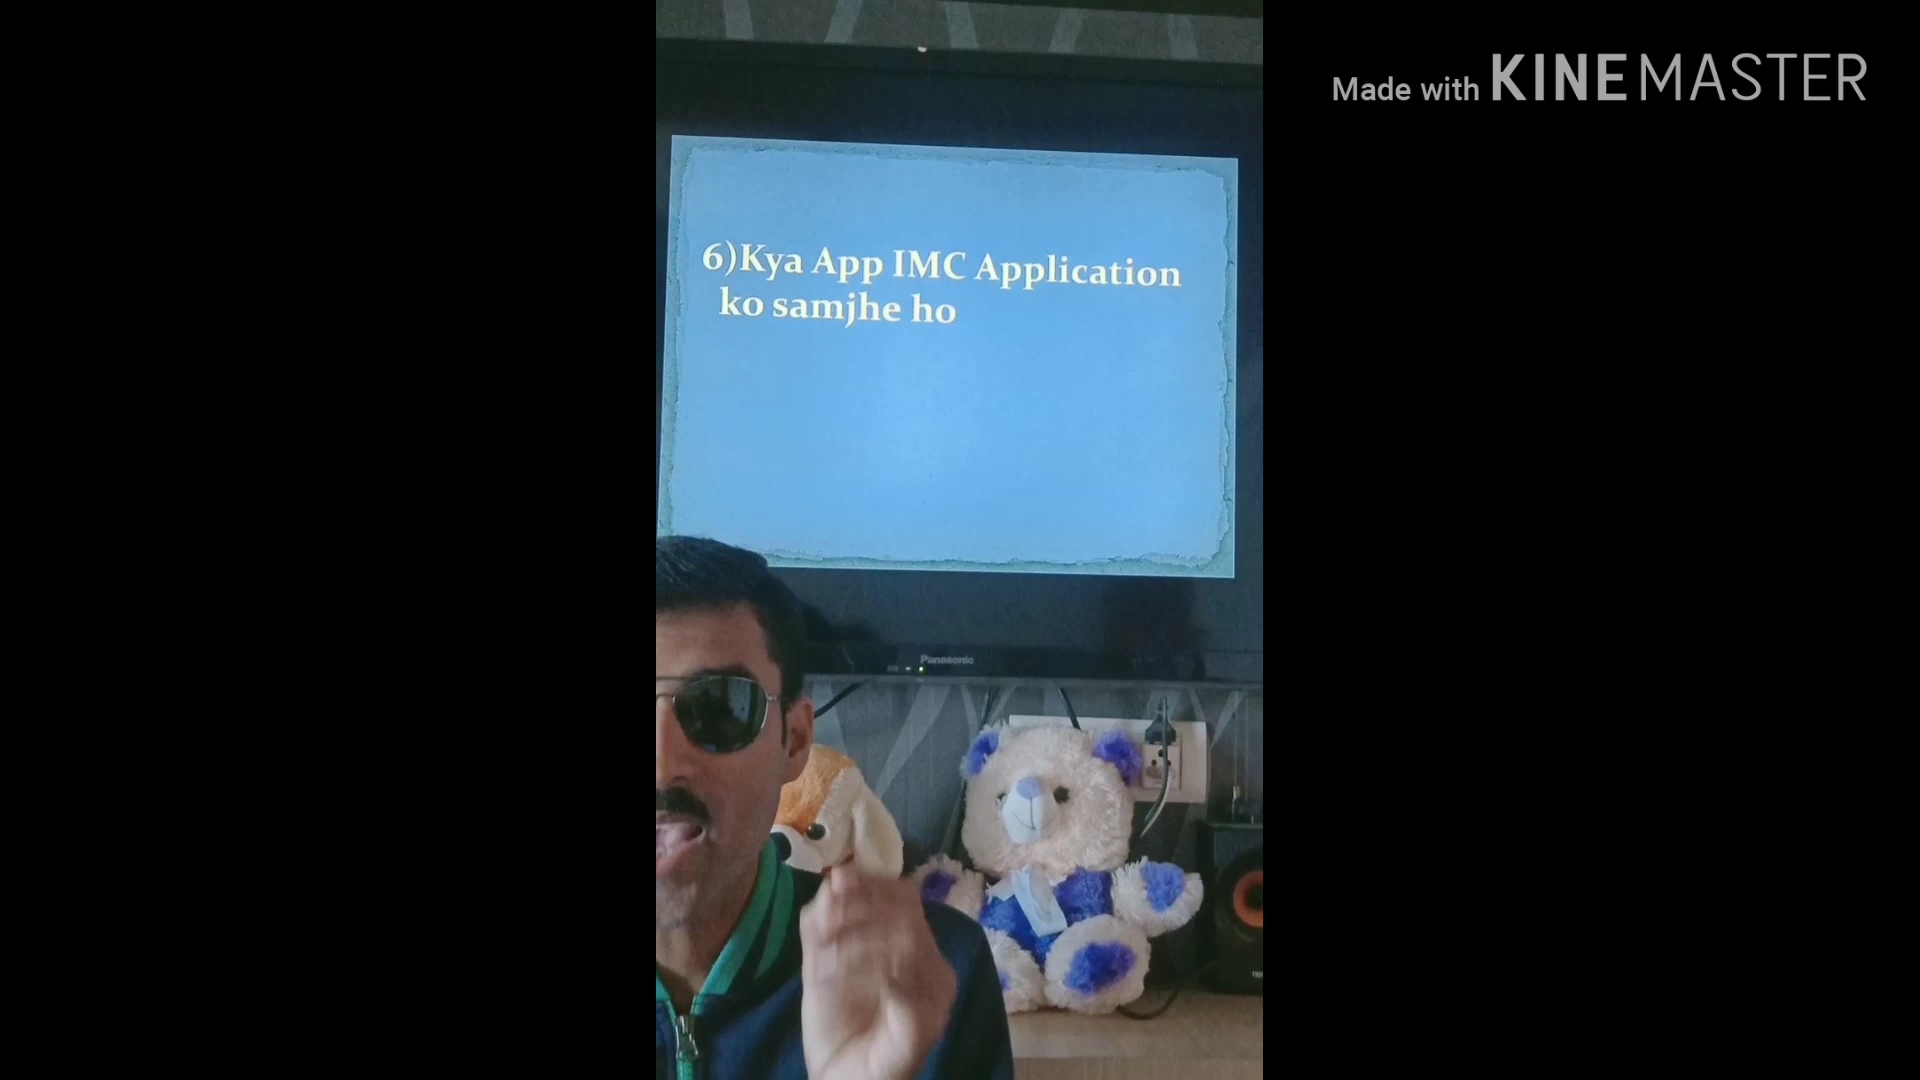 Made with KINEMASTER
6)Kya App IMC Application
ko samjhe ho
Panasonic